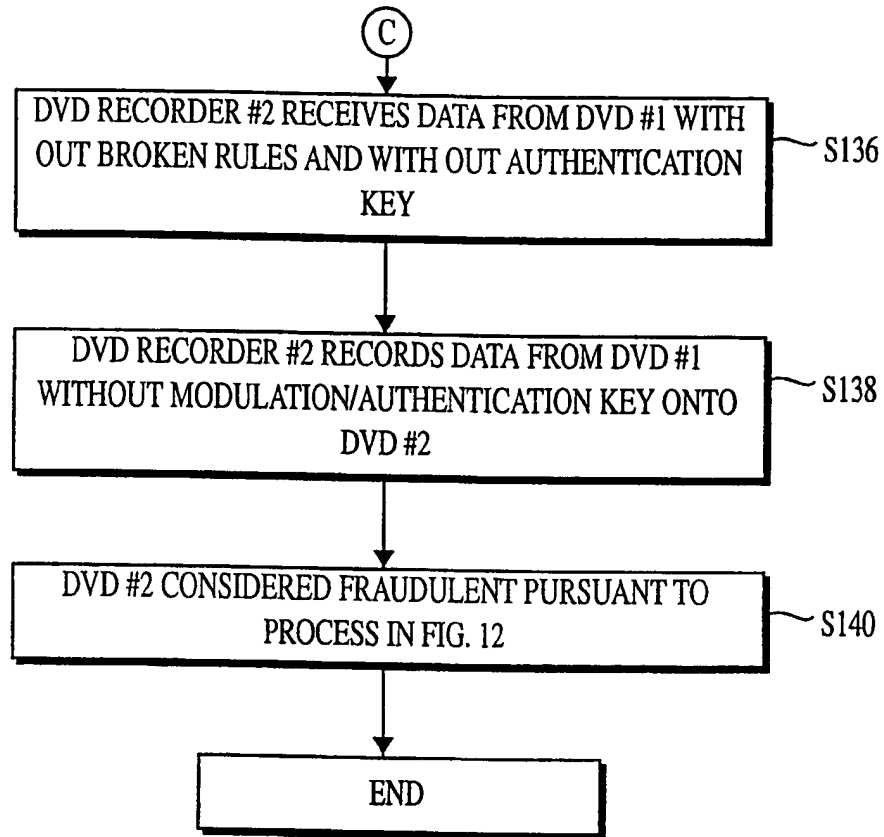 C
DVD RECORDER #2 RECEIVES DATA FROM DVD #1 WITH
OUT BROKEN RULES AND WITH OUT AUTHENTICATION
KEY
S136
DVD RECORDER #2 RECORDS DATA FROM DVD #1
WITHOUT MODULATION/AUTHENTICATION KEY ONTO
DVD #2
S138
DVD #2 CONSIDERED FRAUDULENT PURSUANT TO
PROCESS IN FIG. 12
S140
END